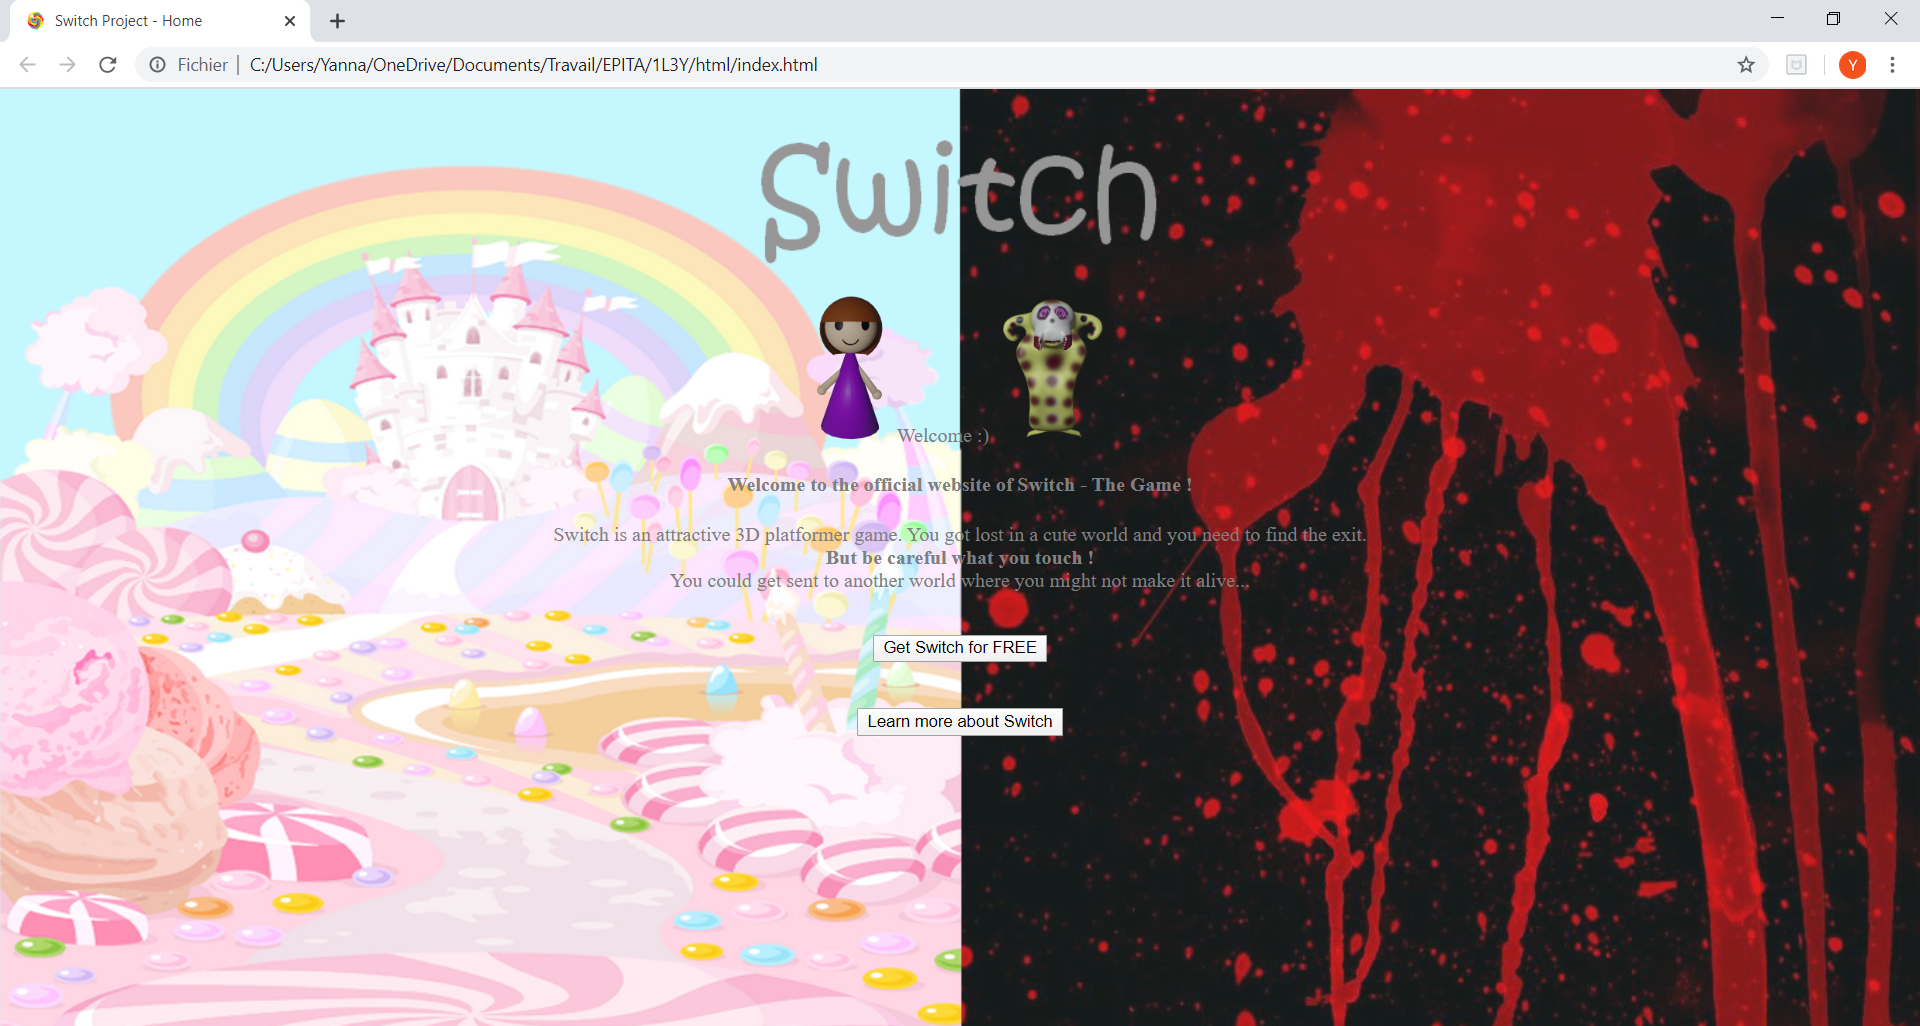 Switch Project - Home
Fichier | C:/Users/Yanna/OneDrive/Documents/Travail/EPITA/1L3Y/html/index.html
Y
Switch
Welcome :)
Welcome to the official website of Switch - The Game !
Switch is an attractive 3D platformer game. You got lost in a cute world and you need to find the exit.
But be careful what you touch !
You could get sent to another world where you might not make it alive...
Get Switch for FREE
Learn more about Switch